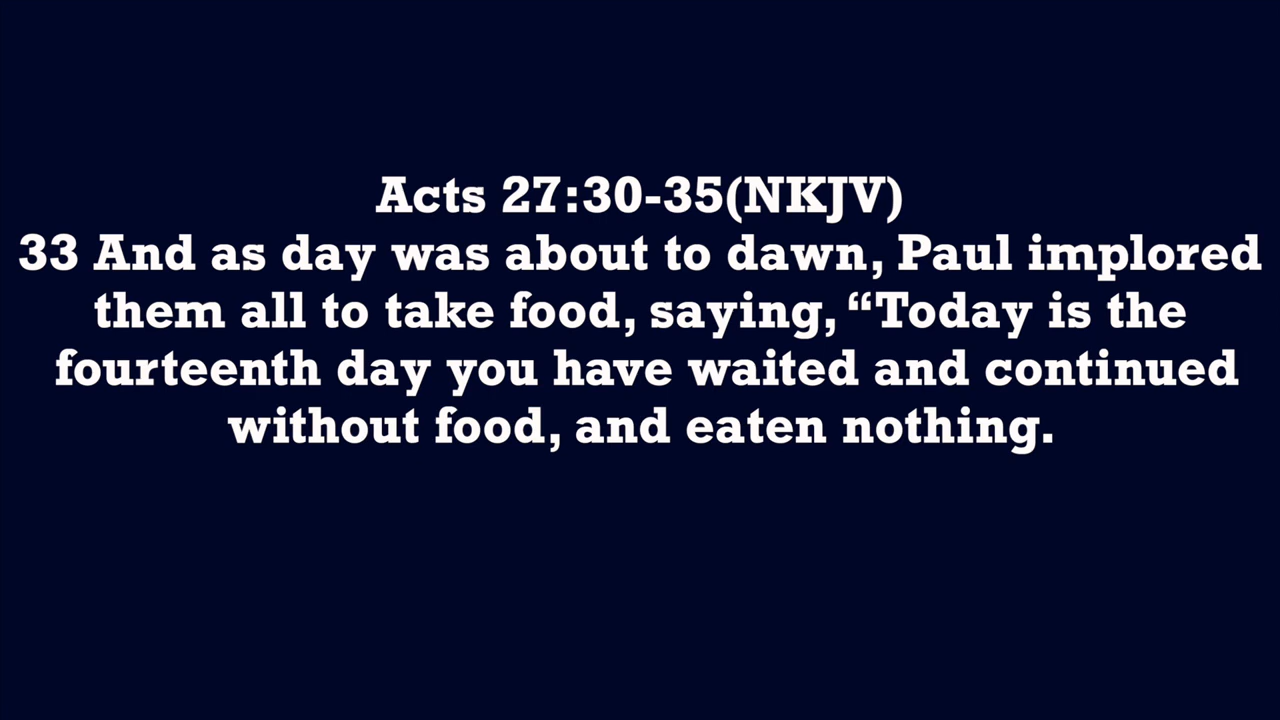 Acts 27:30-35(NKJV)
33 And as day was about to dawn, Paul implored
them all to take food, saying, “Today is the
fourteenth day you have waited and continued
without food, and eaten nothing.